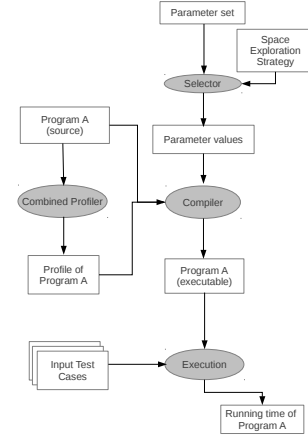 Parameter set
Space
Exploration
Strategy
Selector
Program A
(source)
Parameter values
Combined Profiler
Compiler
Profile of
Program A
Program A
(executable)
Input Test
Cases
Execution
Running time of
Program A